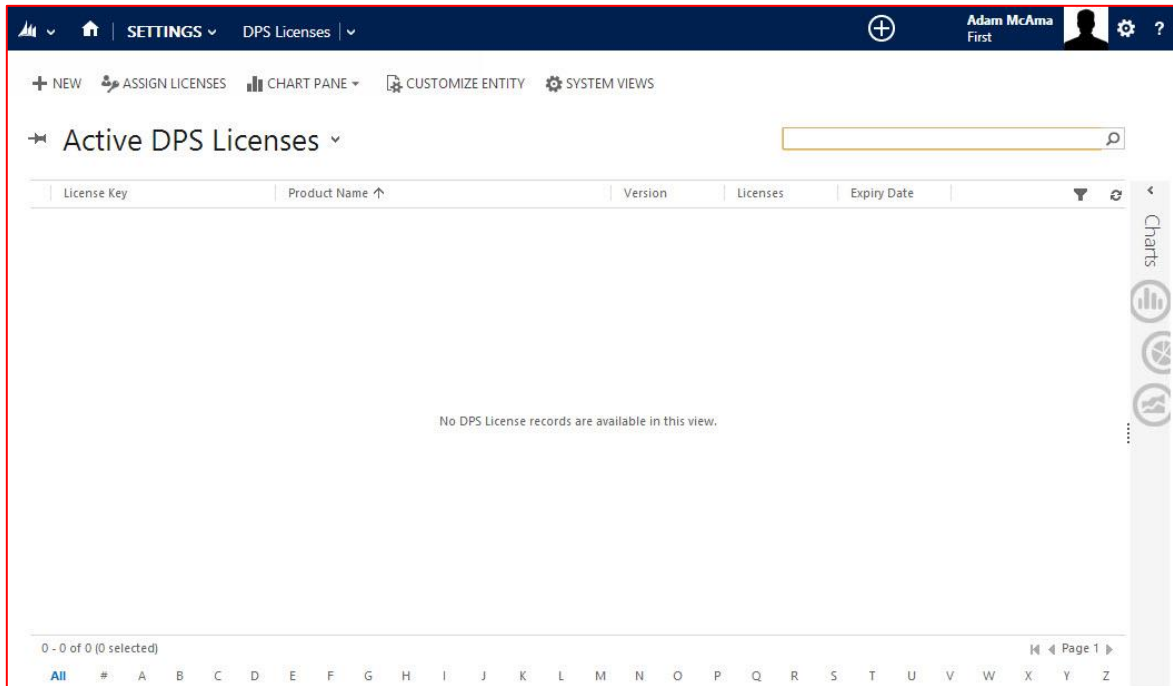 SETTINGS DPS Licenses Adam McAma
First
?
NEW ASSIGN LICENSES CHART PANE CUSTOMIZE ENTITY SYSTEM VIEWS
Active DPS Licenses
License Key Product Name Version Licenses Expiry Date
Charts
No DPS License records are available in this view.
0 - 0 of 0 (0 selected) Page 1
All # A B C D E F G H I J K L M N O P Q R S T U V W X Y Z